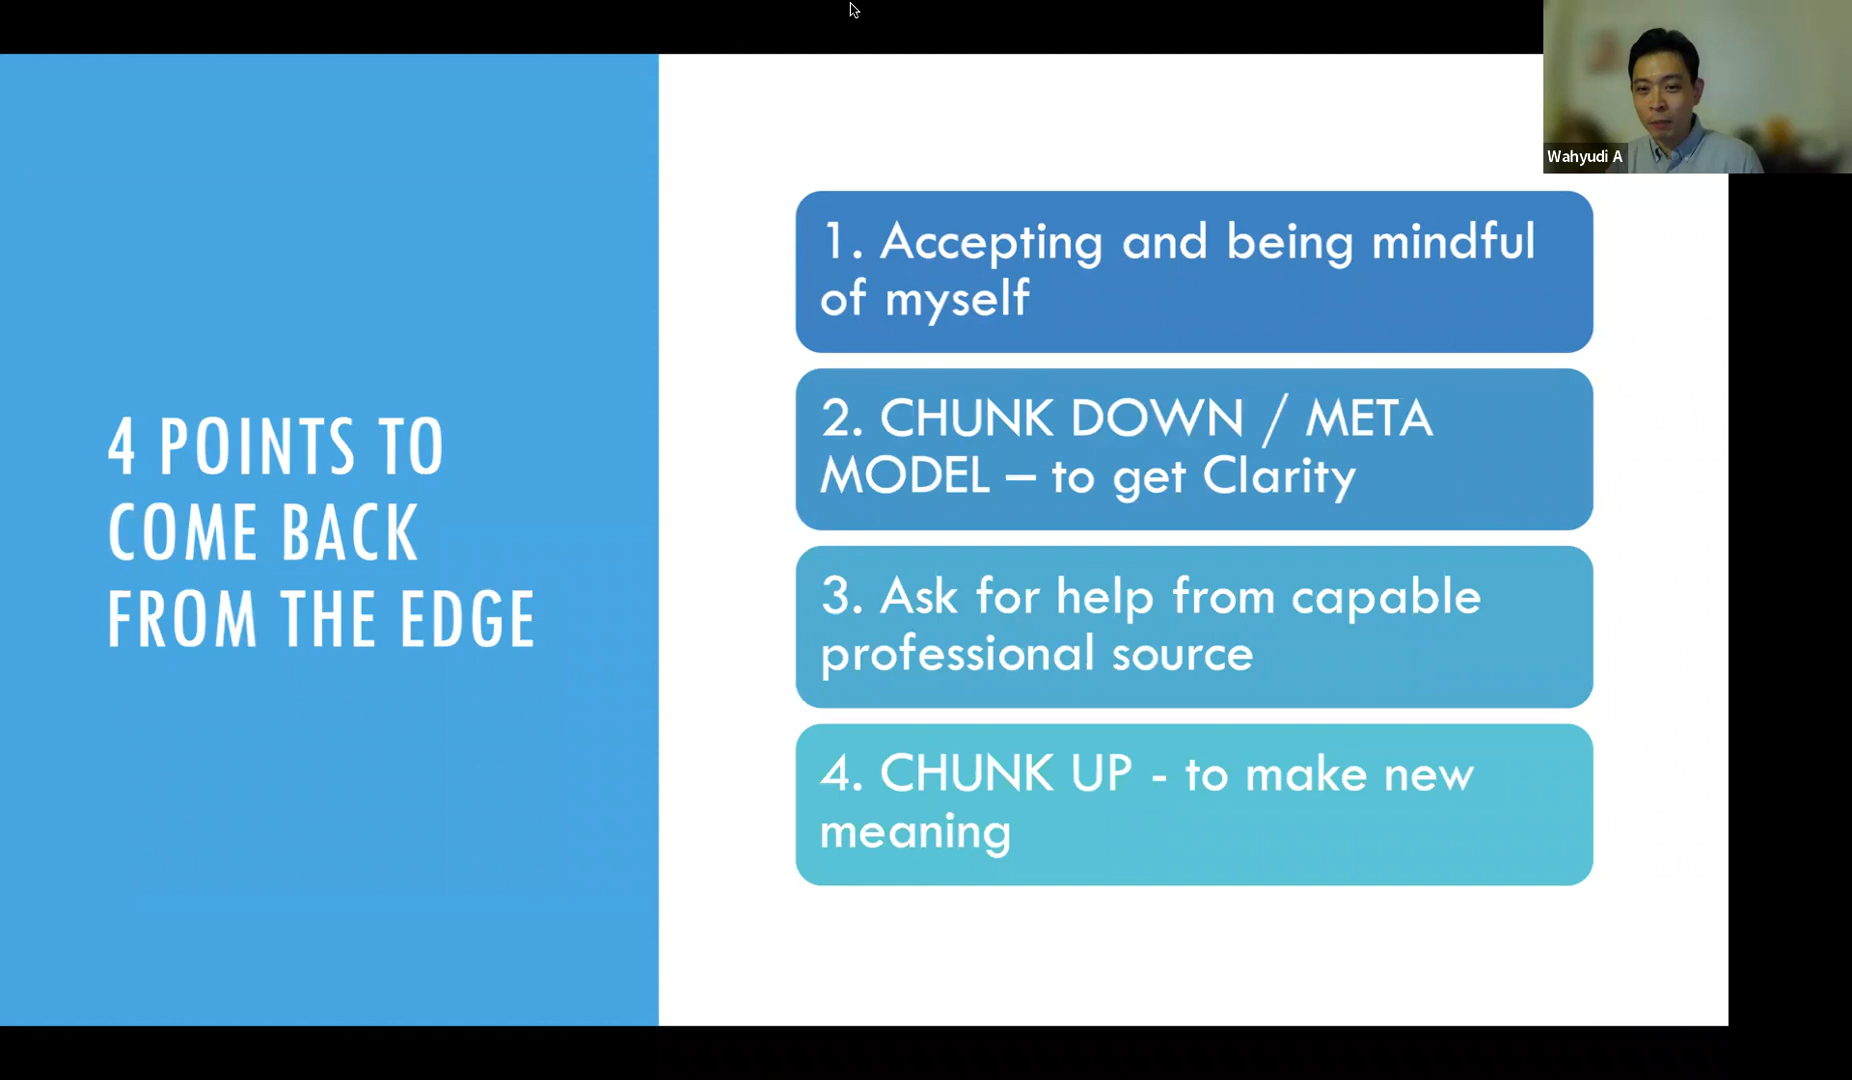 4 POINTS TO
COME BACK
FROM THE EDGE
1. Accepting and being mindful
of myself
2. CHUNK DOWN / META
MODEL – to get Clarity
3. Ask for help from capable
professional source
4. CHUNK UP - to make new
meaning
Wahyudi A